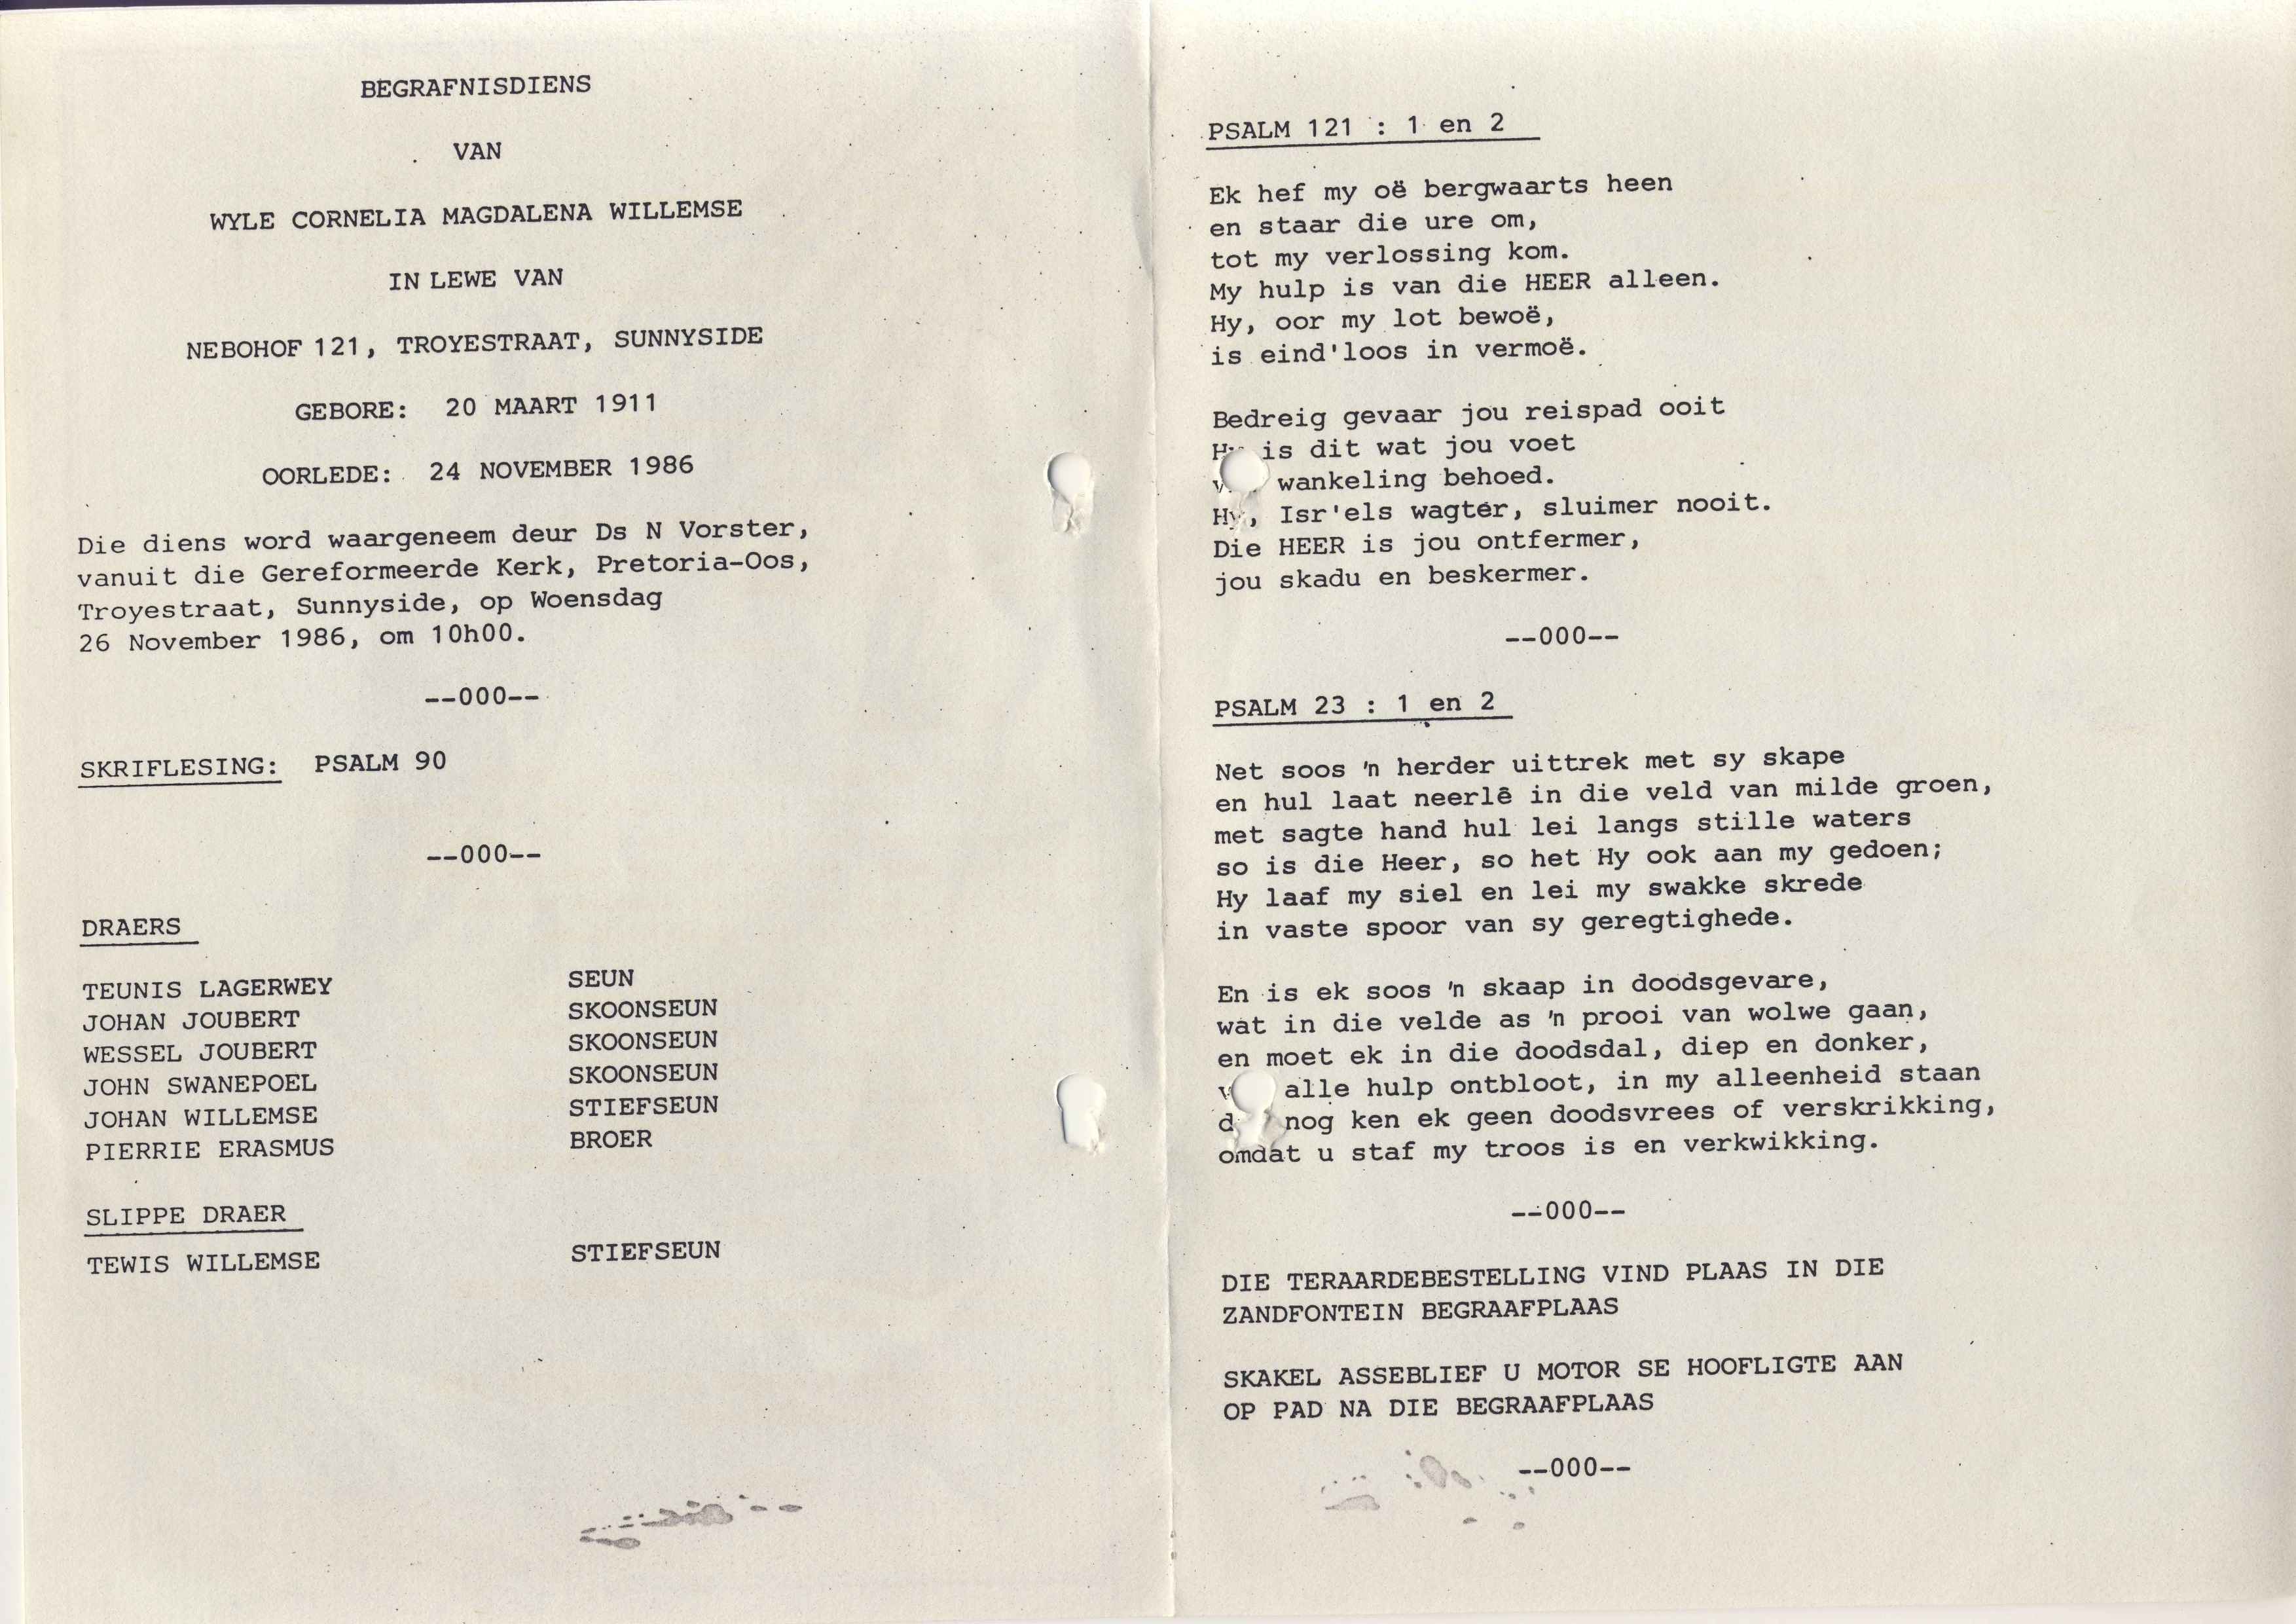 BEGRAFNISDIENS
VAN
WYLE CORNELIA MAGDALENA WILLEMSE
IN LEWE VAN
NEBOHOF 121, TROYESTRAAT, SUNNYSIDE
GEBORE: 20 MAART 1911
OORLEDE: 24 NOVEMBER 1986
Die diens word waargeneem deur Ds N Vorster,
vanuit die Gereformeerde Kerk, Pretoria-Oos,
Troyestraat, Sunnyside, op Woensdag
26 November 1986, om 10h00.
--000--
SKRIFLESING: PSALM 90
--000--
DRAERS
TEUNIS LAGERWEY SEUN
JOHAN JOUBERT SKOONSEUN
WESSEL JOUBERT SKOONSEUN
JOHN SWANEPOEL SKOONSEUN
JOHAN WILLEMSE STIEFSEUN
PIERRIE ERASMUS BROER
SLIPPE DRAER
TEWIS WILLEMSE STIEFSEUN
PSALM 121 : 1 en 2
Ek hef my oë bergwaarts heen
en staar die ure om,
tot my verlossing kom.
My hulp is van die HEER alleen.
Hy, oor my lot bewoë,
is eind'loos in vermoë.
Bedreig gevaar jou reispad ooit
Hy is dit wat jou voet
wankeling behoed.
Hy, Isr'els wagter, sluimer nooit.
Die HEER is jou ontfermer,
jou skadu en beskermer.
--000--
PSALM 23 : 1 en 2
Net soos 'n herder uittrek met sy skape
en hul laat neerlê in die veld van milde groen,
met sagte hand hul lei langs stille waters
so is die Heer, so het Hy ook aan my gedoen;
Hy laaf my siel en lei my swakke skrede
in vaste spoor van sy geregtighede.
En is ek soos 'n skaap in doodsgevare,
wat in die velde as 'n prooi van wolwe gaan,
en moet ek in die doodsdal, diep en donker,
alle hulp ontbloot, in my alleenheid staan
nog ken ek geen doodsvrees of verskrikking,
omdat u staf my troos is en verkwikking.
--000--
DIE TERAARDEBESTELLING VIND PLAAS IN DIE
ZANDFONTEIN BEGRAAFPLAAS
SKAKEL ASSEBLIEF U MOTOR SE HOOFLIGTE AAN
OP PAD NA DIE BEGRAAFPLAAS
--000--